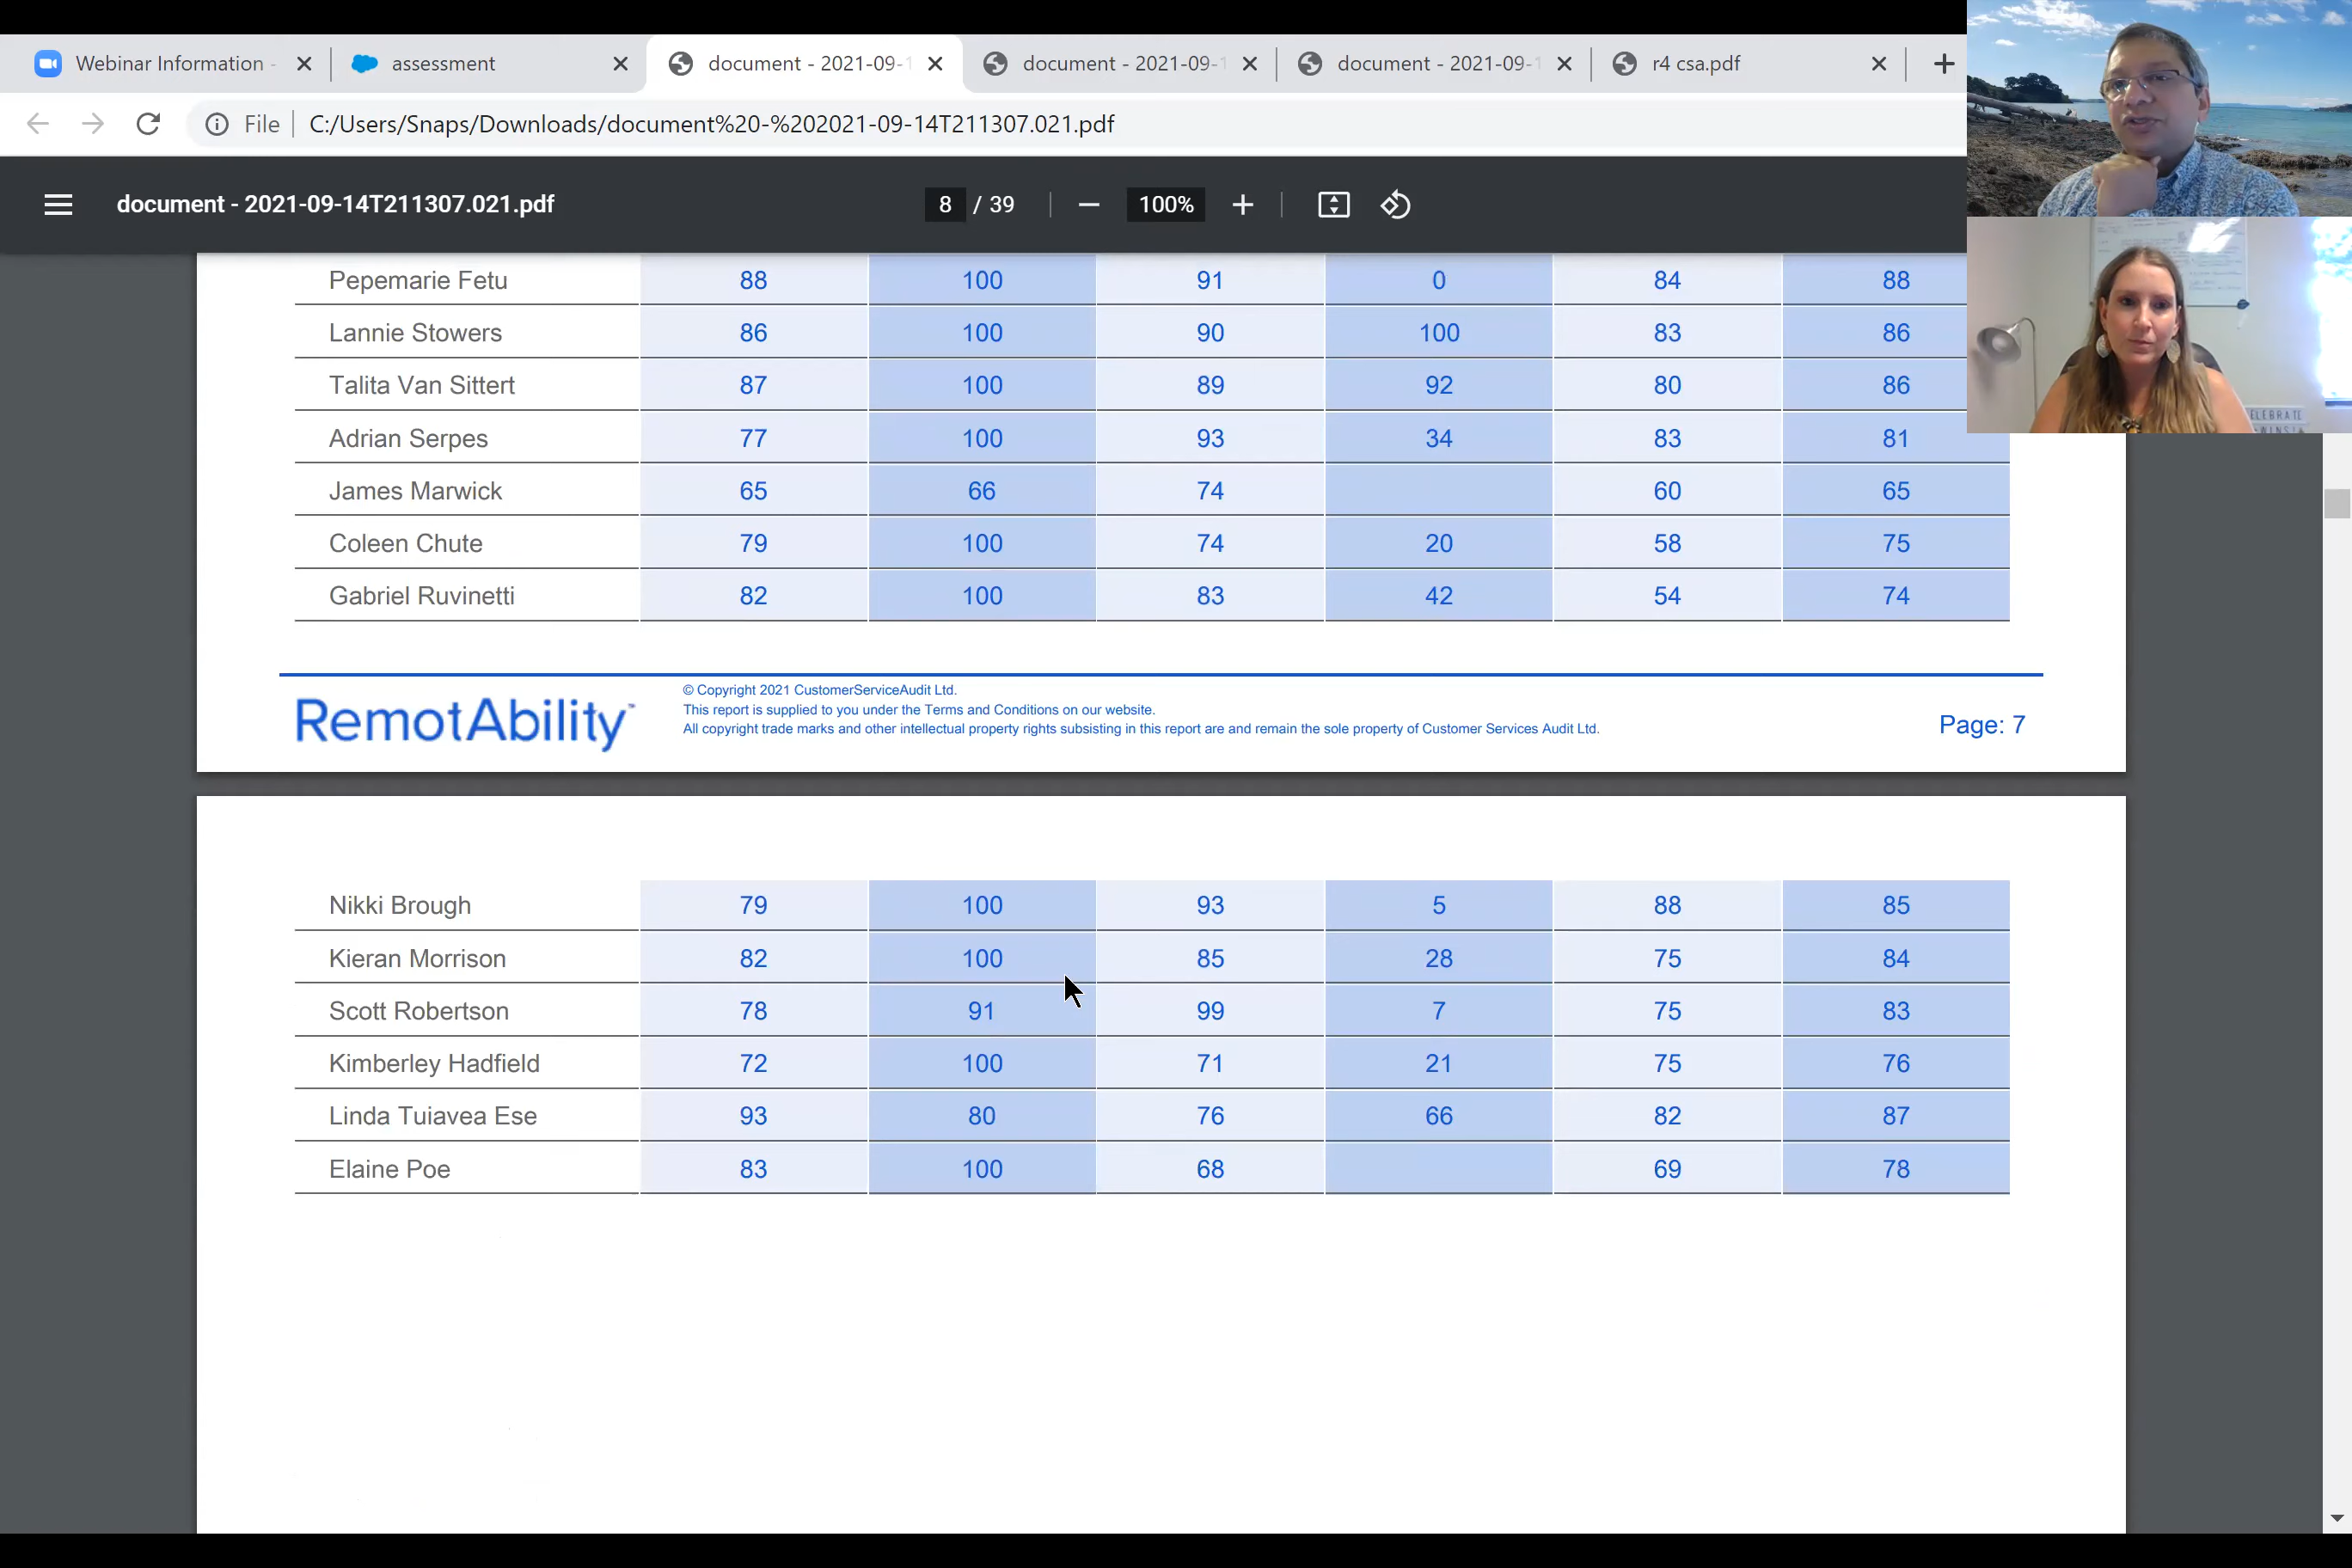 Webinar Information -
assessment
document - 2021-09-1
document - 2021-09-1
document - 2021-09-1
r4 csa.pdf
File C:/Users/Snaps/Downloads/document%20-%202021-09-14T211307.021.pdf
document - 2021-09-14T211307.021.pdf 8 / 39 100%
Pepemarie Fetu 88 100 91 0 84 88
Lannie Stowers 86 100 90 100 83 86
Talita Van Sittert 87 100 89 92 80 86
Adrian Serpes 77 100 93 34 83 81
James Marwick 65 66 74 60 65
Coleen Chute 79 100 74 20 58 75
Gabriel Ruvinetti 82 100 83 42 54 74
RemotAbility™
© Copyright 2021 CustomerServiceAudit Ltd.
This report is supplied to you under the Terms and Conditions on our website.
All copyright trade marks and other intellectual property rights subsisting in this report are and remain the sole property of Customer Services Audit Ltd.
Page: 7
Nikki Brough 79 100 93 5 88 85
Kieran Morrison 82 100 85 28 75 84
Scott Robertson 78 91 99 7 75 83
Kimberley Hadfield 72 100 71 21 75 76
Linda Tuiavea Ese 93 80 76 66 82 87
Elaine Poe 83 100 68 69 78